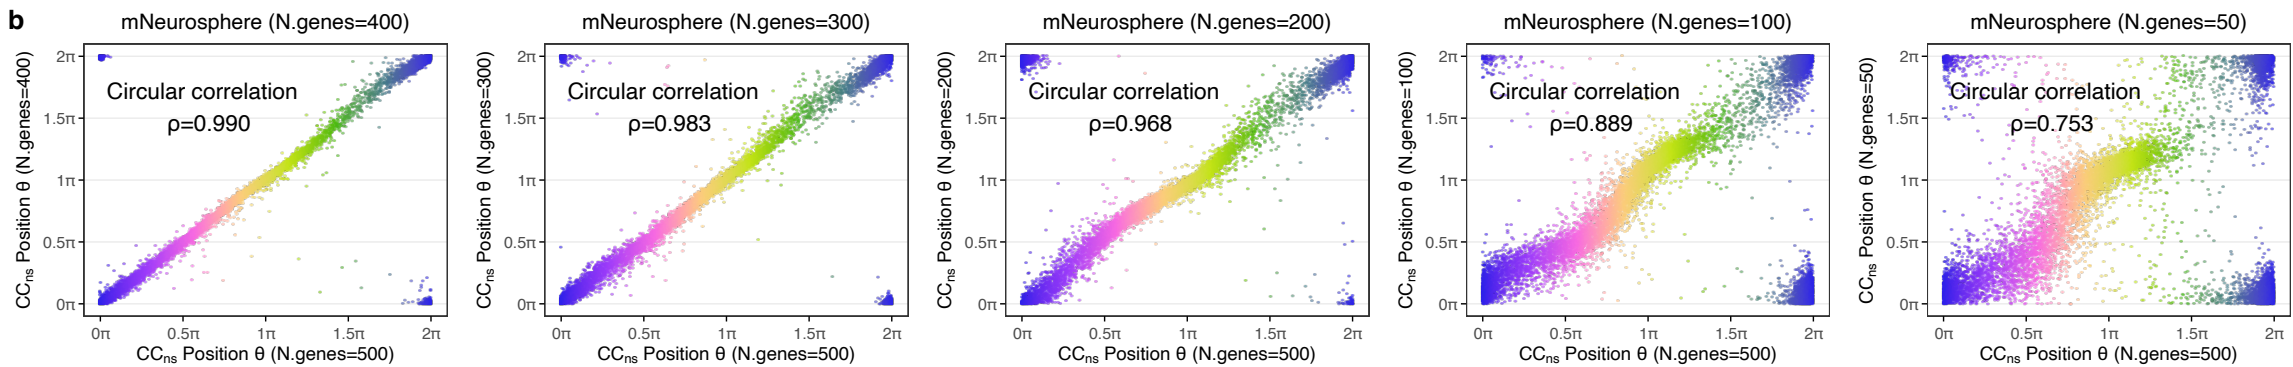 b
mNeurosphere (N.genes=400)
CCns Position θ (N.genes=400)
2π
1.5π
1π
0.5π
0π
Circular correlation
ρ=0.990
0π 0.5π 1π 1.5π 2π
CCns Position θ (N.genes=500)
mNeurosphere (N.genes=300)
CCns Position θ (N.genes=300)
2π
1.5π
1π
0.5π
0π
Circular correlation
ρ=0.983
0π 0.5π 1π 1.5π 2π
CCns Position θ (N.genes=500)
mNeurosphere (N.genes=200)
CCns Position θ (N.genes=200)
2π
1.5π
1π
0.5π
0π
Circular correlation
ρ=0.968
0π 0.5π 1π 1.5π 2π
CCns Position θ (N.genes=500)
mNeurosphere (N.genes=100)
CCns Position θ (N.genes=100)
2π
1.5π
1π
0.5π
0π
Circular correlation
ρ=0.889
0π 0.5π 1π 1.5π 2π
CCns Position θ (N.genes=500)
mNeurosphere (N.genes=50)
CCns Position θ (N.genes=50)
2π
1.5π
1π
0.5π
0π
Circular correlation
ρ=0.753
0π 0.5π 1π 1.5π 2π
CCns Position θ (N.genes=500)